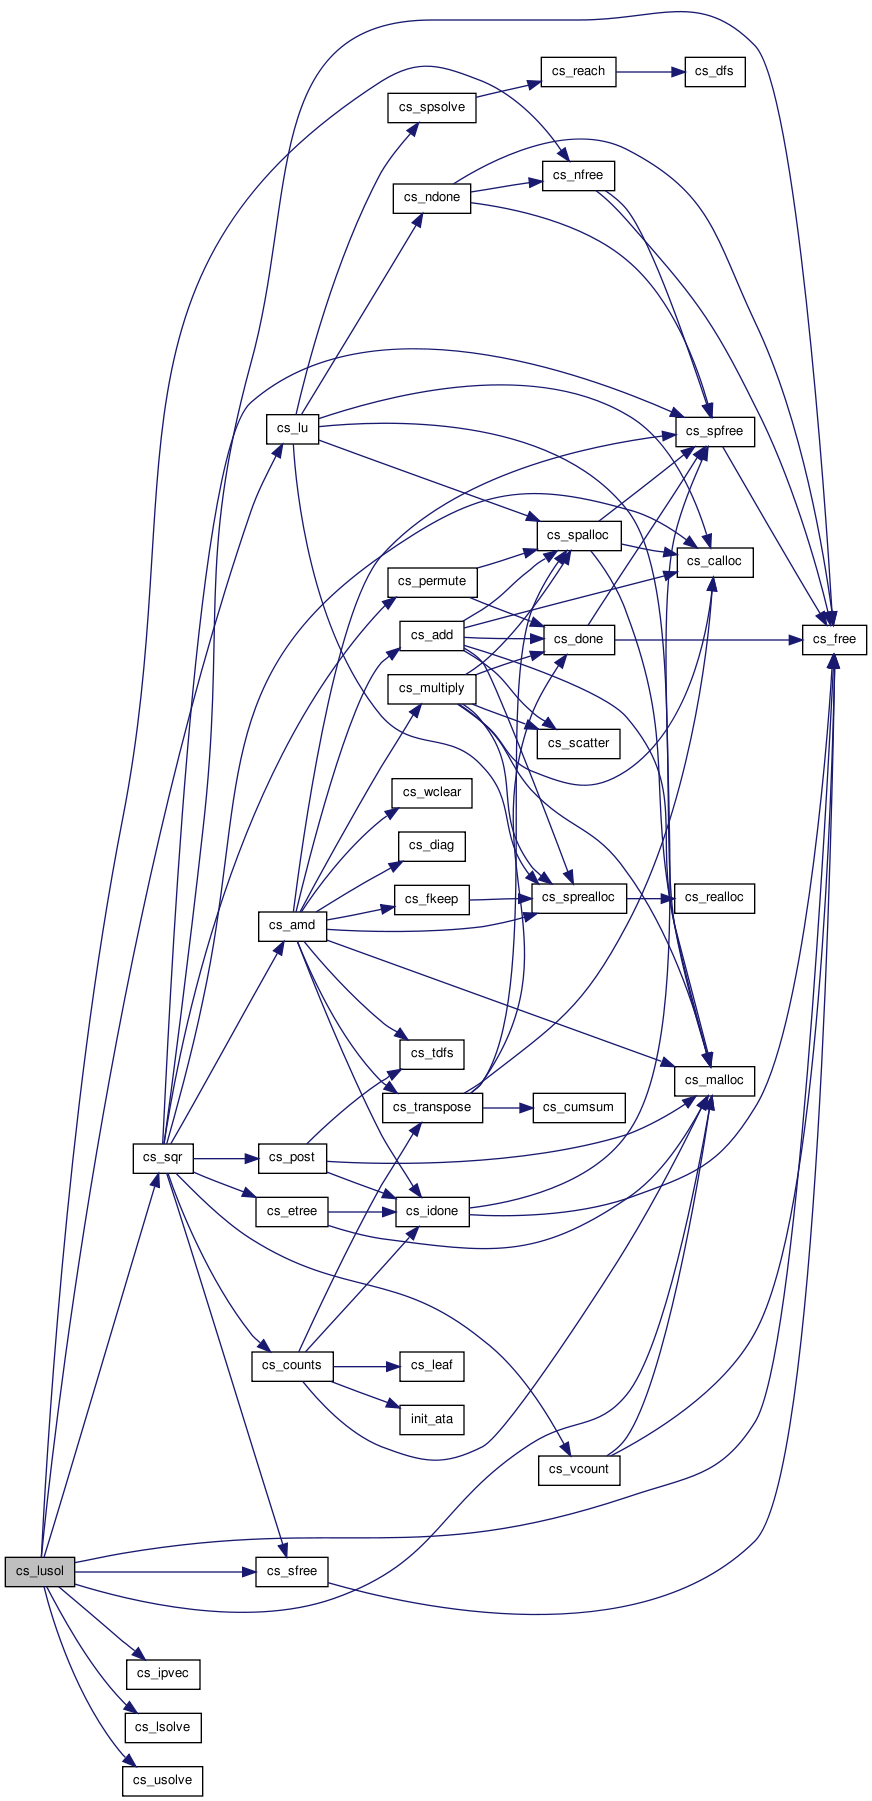 cs_reach
cs_dfs
cs_spsolve
cs_nfree
cs_ndone
cs_lu
cs_spfree
cs_spalloc
cs_calloc
cs_permute
cs_add
cs_done
cs_free
cs_multiply
cs_scatter
cs_wclear
cs_diag
cs_fkeep
cs_sprealloc
cs_realloc
cs_amd
cs_tdfs
cs_malloc
cs_transpose
cs_cumsum
cs_sqr
cs_post
cs_etree
cs_idone
cs_counts
cs_leaf
init_ata
cs_vcount
cs_lusol
cs_sfree
cs_ipvec
cs_lsolve
cs_usolve